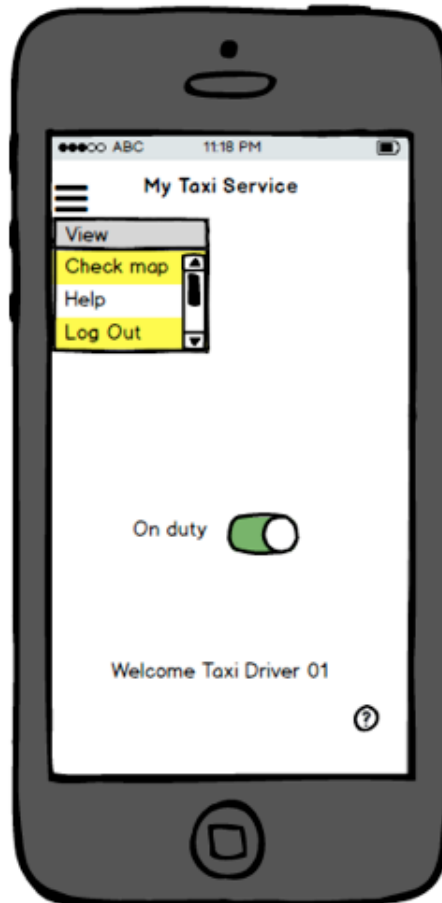 ABC 11:18 PM
My Taxi Service
View
Check map
Help
Log Out
On duty
Welcome Taxi Driver 01
?